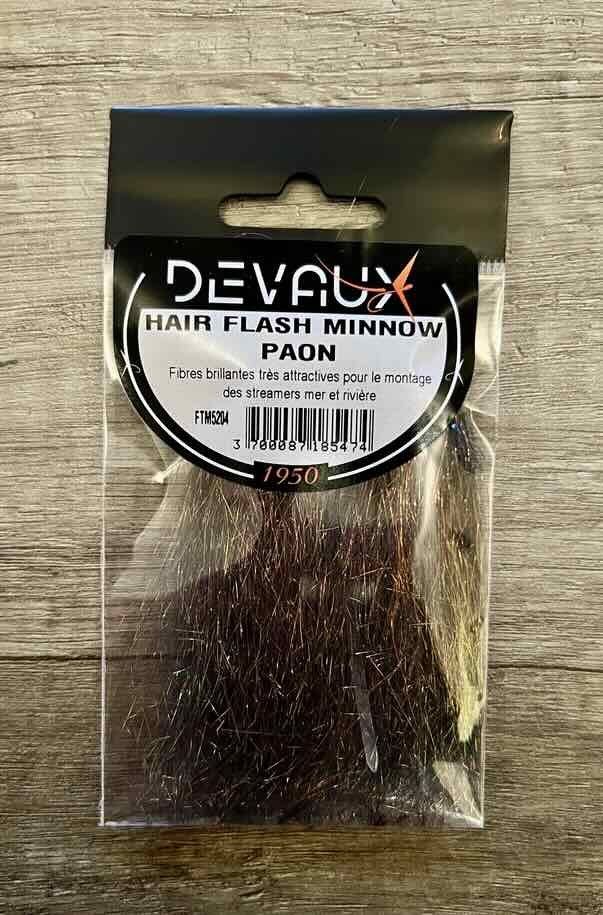 DEVAUX
HAIR FLASH MINNOW
PAON
Fibres brillantes très attractives pour le montage
des streamers mer et rivière
FTM5204
3 700087 185474
1950